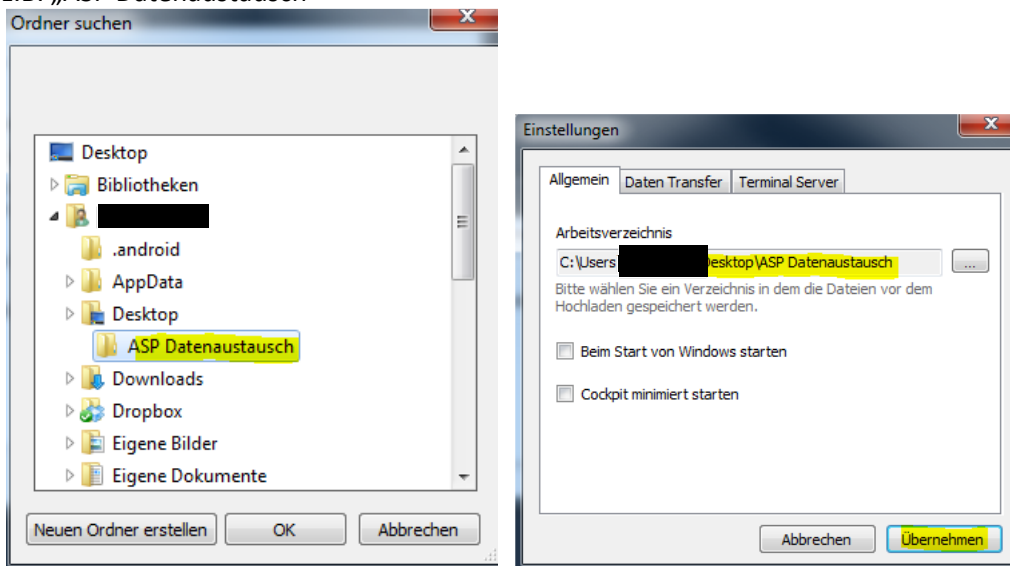 „ASP Datenaustausch
Ordner suchen
Desktop
Bibliotheken
.android
AppData
Desktop
ASP Datenaustausch
Downloads
Dropbox
Eigene Bilder
Eigene Dokumente
Neuen Ordner erstellen
OK
Abbrechen
Einstellungen
Allgemein
Daten Transfer
Terminal Server
Arbeitsverzeichnis
C:\Users Desktop\ASP Datenaustausch
...
Bitte wählen Sie ein Verzeichnis in dem die Dateien vor dem
Hochladen gespeichert werden.
Beim Start von Windows starten
Cockpit minimiert starten
Abbrechen
Übernehmen